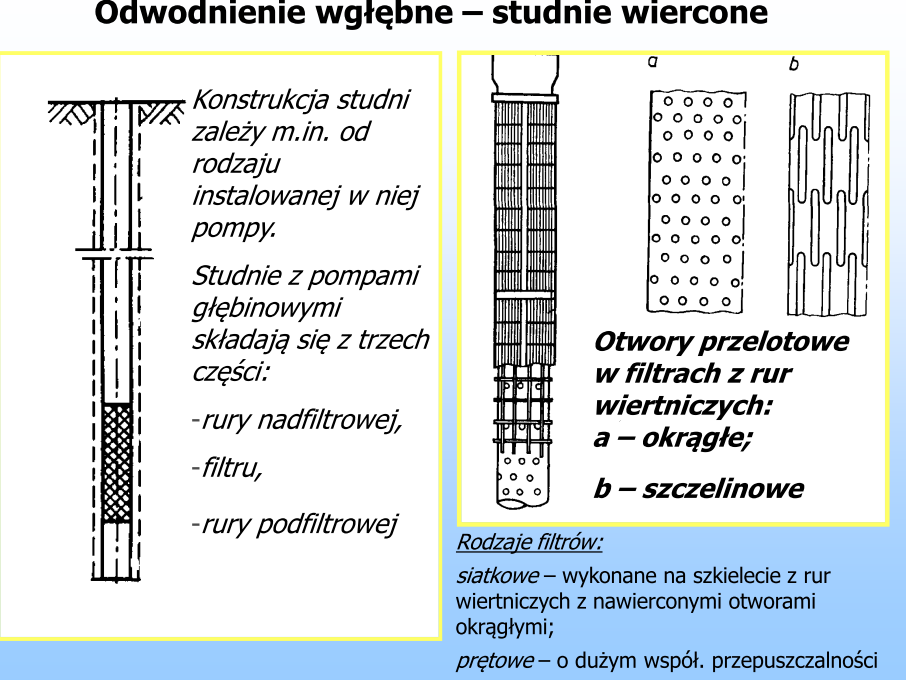 Odwodnienie wgłębne – studnie wiercone
Konstrukcja studni
zależy m.in. od
rodzaju
instalowanej w niej
pompy.
Studnie z pompami
głębinowymi
składają się z trzech
części:
-rury nadfiltrowej,
-filtru,
-rury podfiltrowej
a
b
Otwory przelotowe
w filtrach z rur
wiertniczych:
a – okrągłe;
b – szczelinowe
Rodzaje filtrów:
siatkowe – wykonane na szkielecie z rur
wiertniczych z nawierconymi otworami
okrągłymi;
prętowe – o dużym współ. przepuszczalności